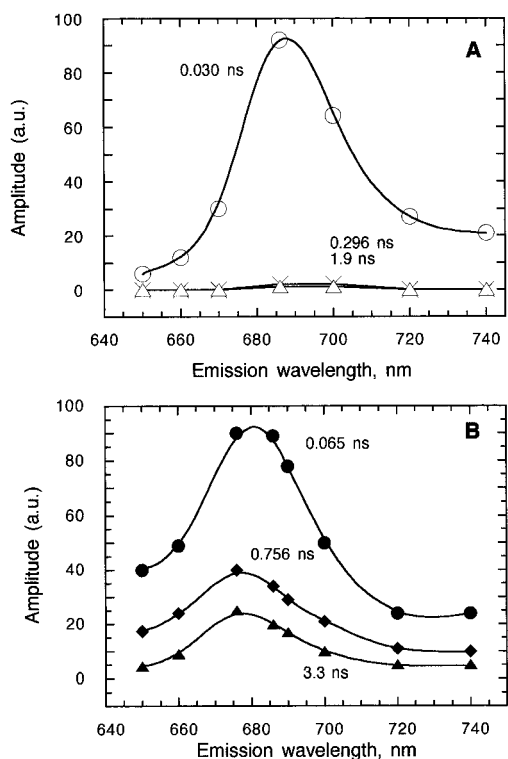 100
A
0.030 ns
80
60
40
20
0
0.296 ns
1.9 ns
Amplitude (a.u.)
640 660 680 700 720 740
Emission wavelength, nm
100
B
0.065 ns
80
60
0.756 ns
40
20
0
3.3 ns
Amplitude (a.u.)
640 660 680 700 720 740
Emission wavelength, nm